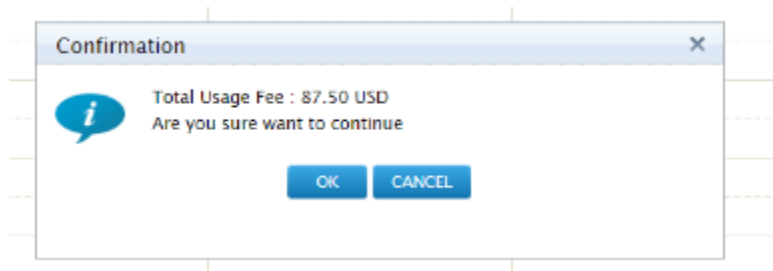 Confirmation
Total Usage Fee : 87.50 USD
Are you sure want to continue
OK CANCEL